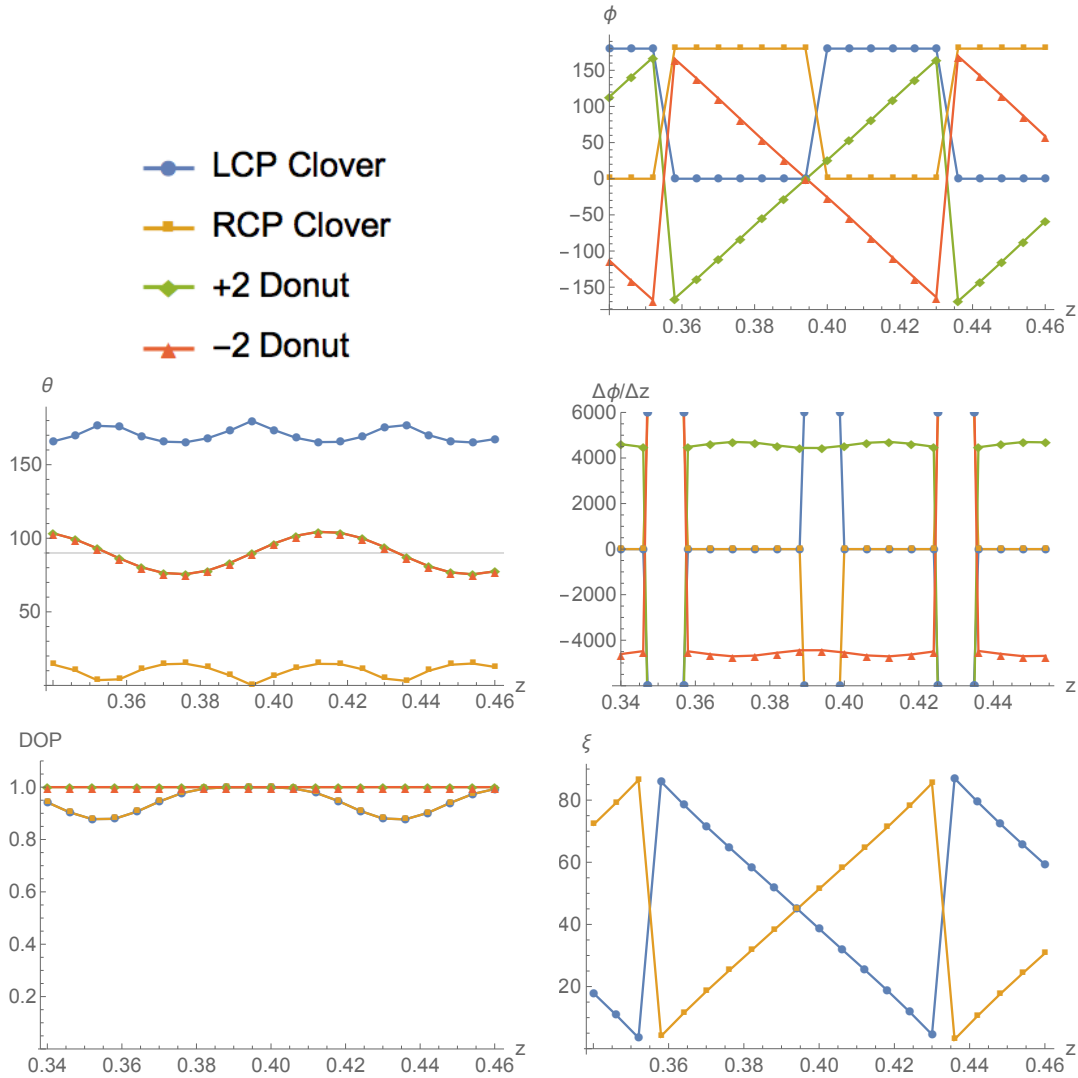 ϕ
150
100
50
0
−50
−100
−150
0.36 0.38 0.40 0.42 0.44 0.46 z
LCP Clover
RCP Clover
+2 Donut
−2 Donut
θ
150
100
50
0.36 0.38 0.40 0.42 0.44 0.46 z
Δϕ/Δz
6000
4000
2000
0
−2000
−4000
0.34 0.36 0.38 0.40 0.42 0.44 z
DOP
1.0
0.8
0.6
0.4
0.2
0.34 0.36 0.38 0.40 0.42 0.44 0.46 z
ξ
80
60
40
20
0.36 0.38 0.40 0.42 0.44 0.46 z